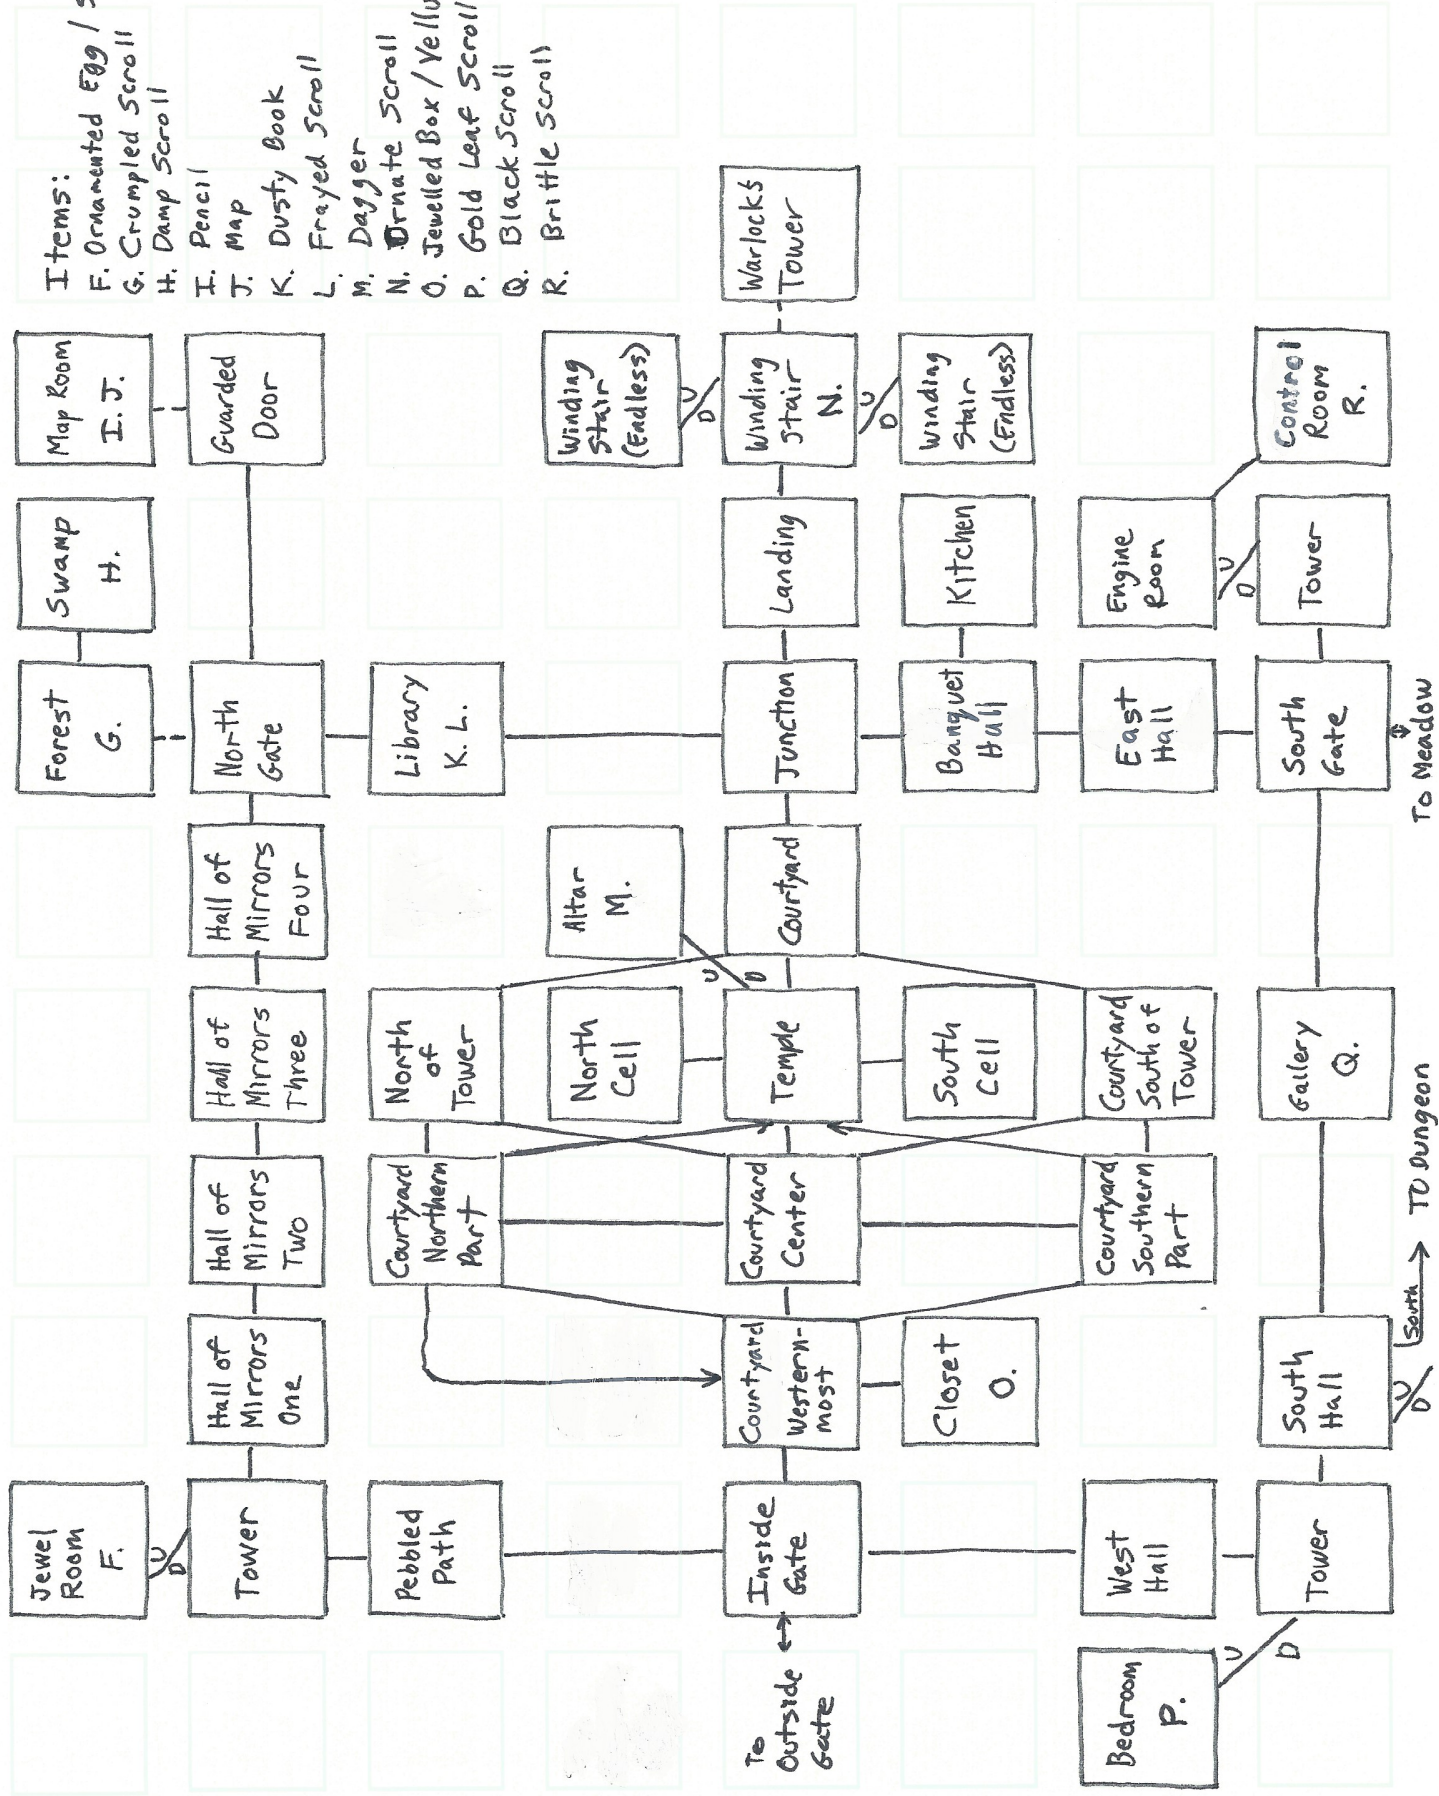 Jewel
Room
F.
Forest
G.
Swamp
H.
Map Room
I. J.
Items:
F. Ornamented Egg /
G. Crumpled Scroll
H. Damp Scroll
I. Pencil
J. Map
K. Dusty Book
L. Frayed Scroll
M. Dagger
N. Ornate Scroll
O. Jewelled Box / Vellu
P. Gold Leaf Scroll
Q. Black Scroll
R. Brittle Scroll
U
D
Tower
Hall of
Mirrors
One
Hall of
Mirrors
Two
Hall of
Mirrors
Three
Hall of
Mirrors
Four
North
Gate
Guarded
Door
Pebbled
Path
Courtyard
Northern
Part
North
of
Tower
Library
K. L.
North
Cell
Altar
M.
Winding
Stair
(Endless)
U
D
U
D
To
Outside
Gate
Inside
Gate
Courtyard
Western-
most
Courtyard
Center
Temple
Courtyard
Junction
Landing
Winding
Stair
N.
Warlocks
Tower
U
D
Closet
O.
South
Cell
Banquet
Hall
Kitchen
Winding
Stair
(Endless)
Bedroom
P.
West
Hall
Courtyard
Southern
Part
Courtyard
South of
Tower
East
Hall
Engine
Room
U
D
U
D
Tower
South
Hall
Gallery
Q.
South
Gate
Tower
Control
Room
R.
U
D
South
To Dungeon
To Meadow